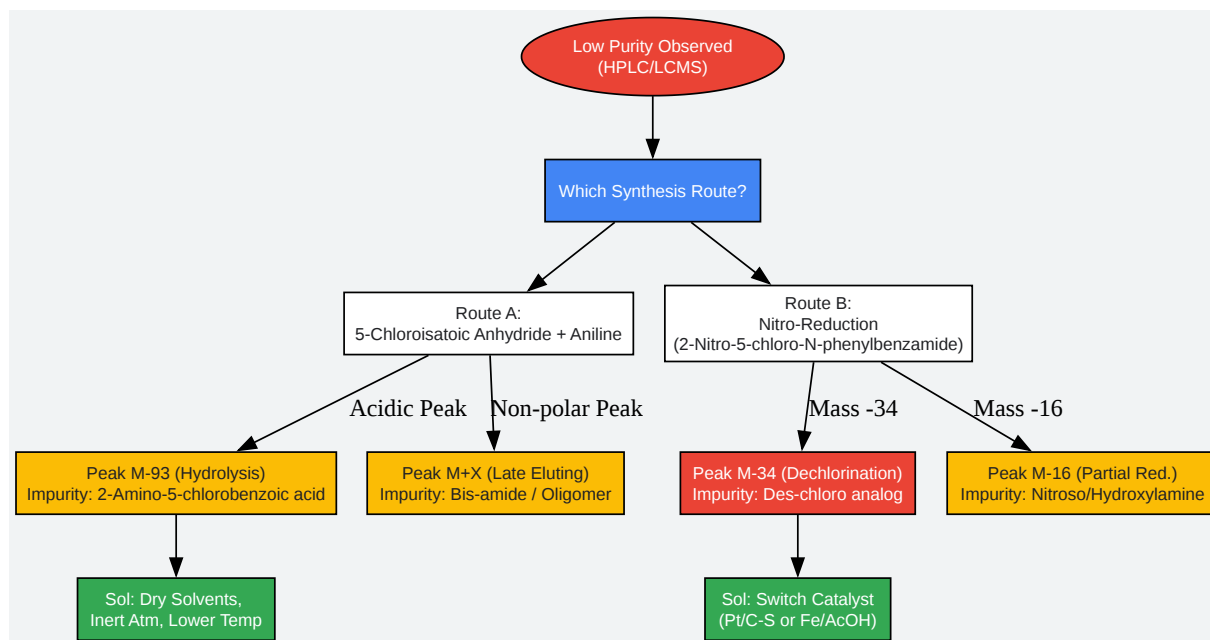 Low Purity Observed
(HPLC/LCMS)
Which Synthesis Route?
Route A:
5-Chloroisatoic Anhydride + Aniline
Route B:
Nitro-Reduction
(2-Nitro-5-chloro-N-phenylbenzamide)
Acidic Peak
Non-polar Peak
Mass -34
Mass -16
Peak M-93 (Hydrolysis)
Impurity: 2-Amino-5-chlorobenzoic acid
Peak M+X (Late Eluting)
Impurity: Bis-amide / Oligomer
Peak M-34 (Dechlorination)
Impurity: Des-chloro analog
Peak M-16 (Partial Red.)
Impurity: Nitroso/Hydroxylamine
Sol: Dry Solvents,
Inert Atm, Lower Temp
Sol: Switch Catalyst
(Pt/C-S or Fe/AcOH)